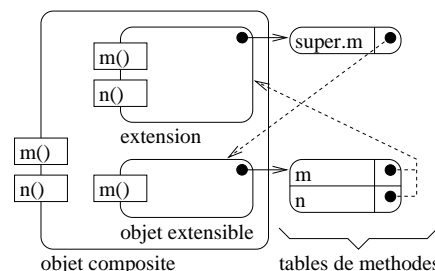 m()
super.m
n()
extension
m()
n()
m()
m
n
objet extensible
objet composite
tables de methodes